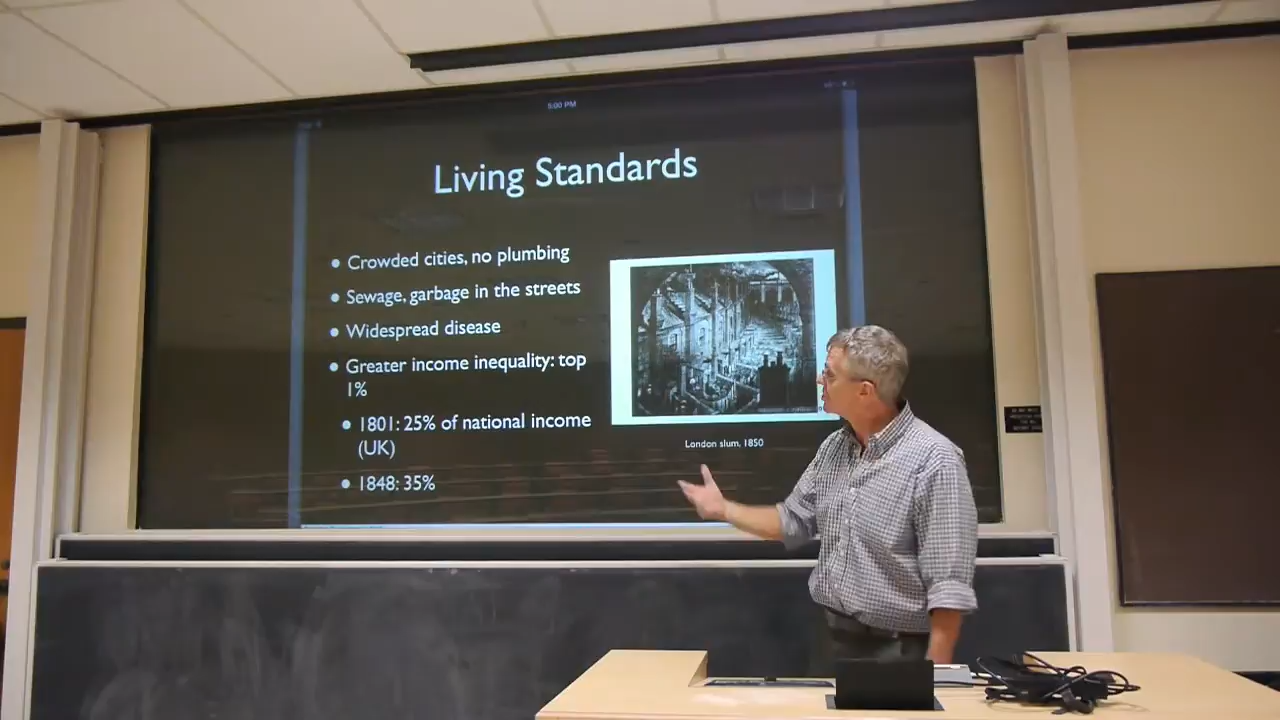 5:00 PM
Living Standards
• Crowded cities, no plumbing
• Sewage, garbage in the streets
• Widespread disease
• Greater income inequality: top
1%
• 1801: 25% of national income
(UK)
• 1848: 35%
London slum, 1850